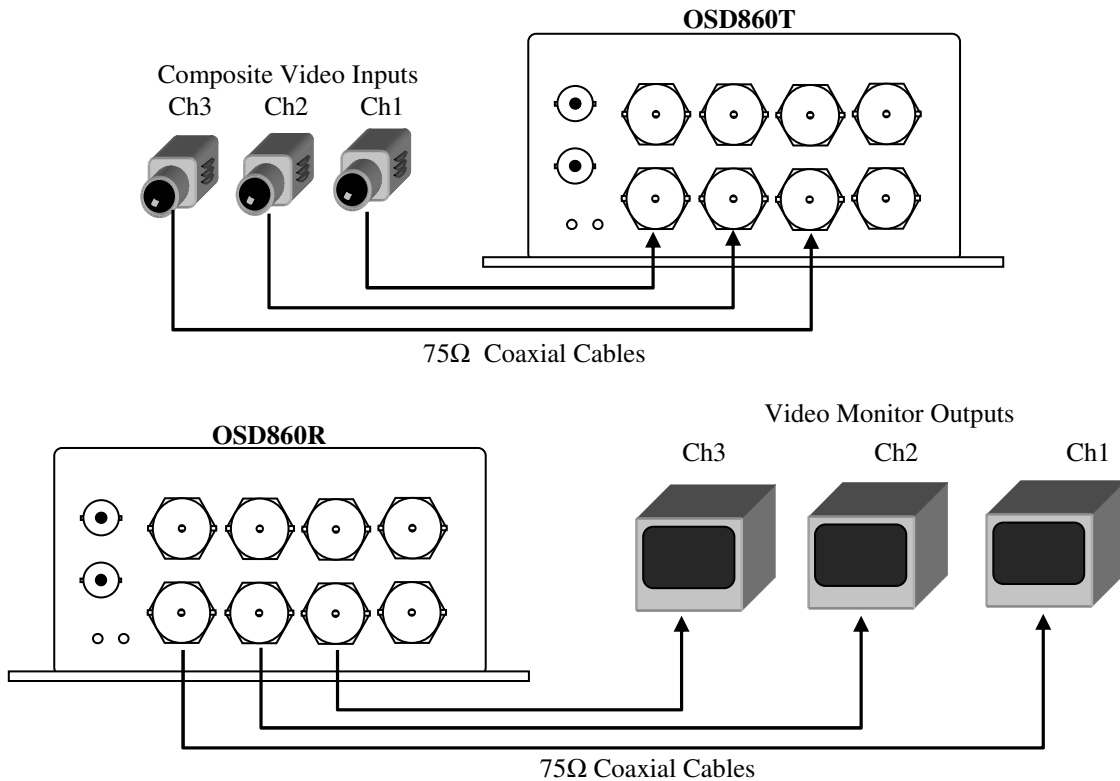 OSD860T
Composite Video Inputs
Ch3 Ch2 Ch1
75Ω Coaxial Cables
Video Monitor Outputs
OSD860R
Ch3 Ch2 Ch1
75Ω Coaxial Cables